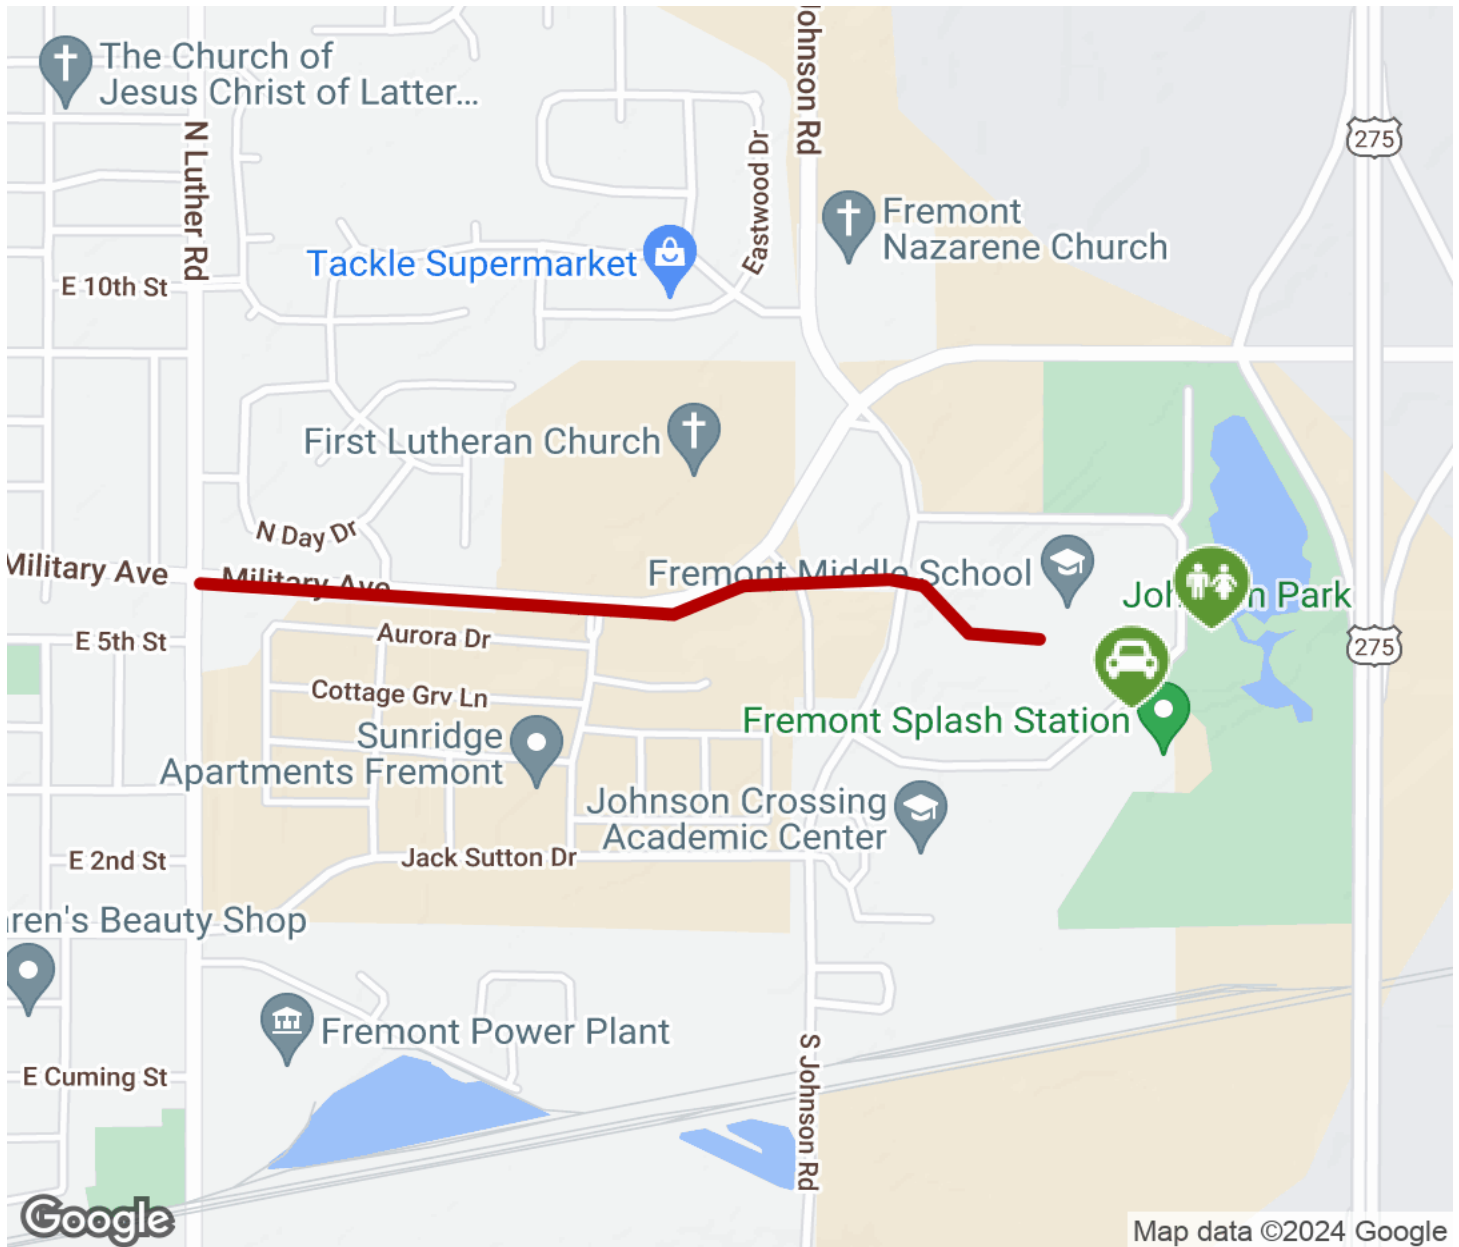 The Church of
Jesus Christ of Latter...
N Luther Rd
Johnson Rd
275
Eastwood Dr
Fremont
Nazarene Church
Tackle Supermarket
E 10th St
First Lutheran Church
N Day Dr
Military Ave
Military Ave
Fremont Middle School
Johnson Park
E 5th St
Aurora Dr
275
Cottage Grv Ln
Fremont Splash Station
Sunridge
Apartments Fremont
Johnson Crossing
Academic Center
E 2nd St
Jack Sutton Dr
aren's Beauty Shop
Fremont Power Plant
S Johnson Rd
E Cuming St
Google
Map data ©2024 Google